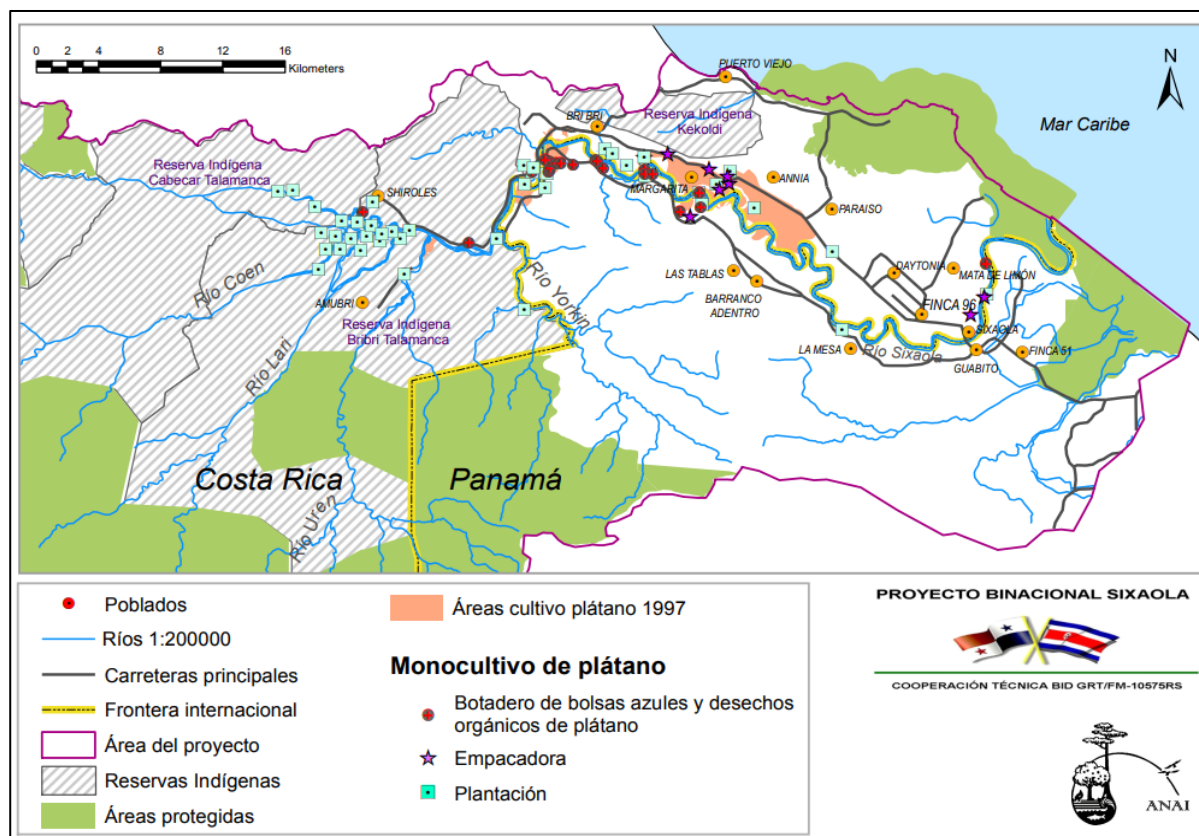 0 2 4 8 12 16
Kilometers
N
PUERTO VIEJO
Mar Caribe
BRI BRI
Reserva Indígena
Kekoldi
Reserva Indígena
Cabecar Talamanca
SHIROLES
MARGARITA
ANNIA
PARAISO
Río Coen
AMUBRI
Reserva Indígena
Bribri Talamanca
Río Yorkin
LAS TABLAS
BARRANCO
ADENTRO
DAYTONIA
MATA DE LIMÓN
FINCA 96
SIXAOLA
LA MESA
Río Sixaola
GUABITO
FINCA 51
Río Lari
Costa Rica
Panamá
Río Uren
Poblados
Ríos 1:200000
Carreteras principales
Frontera internacional
Área del proyecto
Reservas Indígenas
Áreas protegidas
Áreas cultivo plátano 1997
Monocultivo de plátano
Botadero de bolsas azules y desechos
orgánicos de plátano
Empacadora
Plantación
PROYECTO BINACIONAL SIXAOLA
COOPERACIÓN TÉCNICA BID GRT/FM-10575RS
ANAI